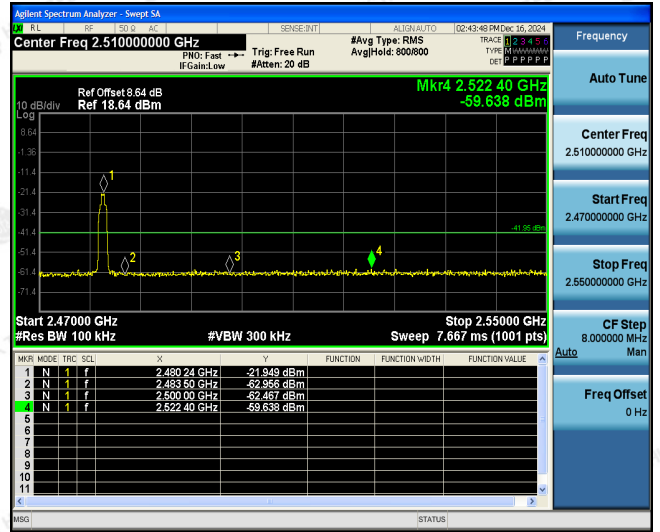 Agilent Spectrum Analyzer - Swept SA
LXI RL RF 50 Ω AC SENSE:INT ALIGN AUTO 02:43:48 PM Dec 16, 2024
Center Freq 2.510000000 GHz
PNO: Fast
IFGain:Low
Trig: Free Run
#Atten: 20 dB
#Avg Type: RMS
Avg|Hold: 800/800
TRACE 1 2 3 4 5 6
TYPE M
DET P P P P P P
Ref Offset 8.64 dB
Ref 18.64 dBm
10 dB/div
Log
Mkr4 2.522 40 GHz
-59.638 dBm
8.64
-1.36
-11.4
-21.4
-31.4
-41.4
-51.4
-61.4
-71.4
1
2
3
4
-41.95 dBm
Start 2.47000 GHz Stop 2.55000 GHz
#Res BW 100 kHz #VBW 300 kHz Sweep 7.667 ms (1001 pts)
MKR MODE TRC SCL X Y FUNCTION FUNCTION WIDTH FUNCTION VALUE
1 N 1 f 2.480 24 GHz -21.949 dBm
2 N 1 f 2.483 50 GHz -62.956 dBm
3 N 1 f 2.500 00 GHz -62.467 dBm
4 N 1 f 2.522 40 GHz -59.638 dBm
5
6
7
8
9
10
11
MSG STATUS
Frequency
Auto Tune
Center Freq
2.510000000 GHz
Start Freq
2.470000000 GHz
Stop Freq
2.550000000 GHz
CF Step
8.000000 MHz
Auto Man
Freq Offset
0 Hz